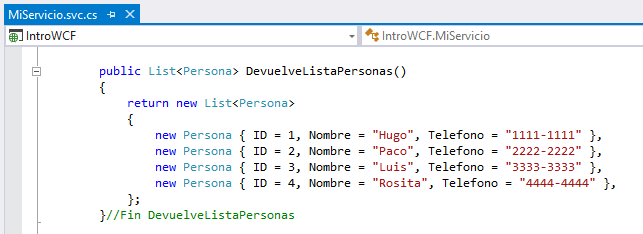 MiServicio.svc.cs
IntroWCF IntroWCF.MiServicio
public List<Persona> DevuelveListaPersonas()
{
return new List<Persona>
{
new Persona { ID = 1, Nombre = "Hugo", Telefono = "1111-1111" },
new Persona { ID = 2, Nombre = "Paco", Telefono = "2222-2222" },
new Persona { ID = 3, Nombre = "Luis", Telefono = "3333-3333" },
new Persona { ID = 4, Nombre = "Rosita", Telefono = "4444-4444" },
};
}//Fin DevuelveListaPersonas